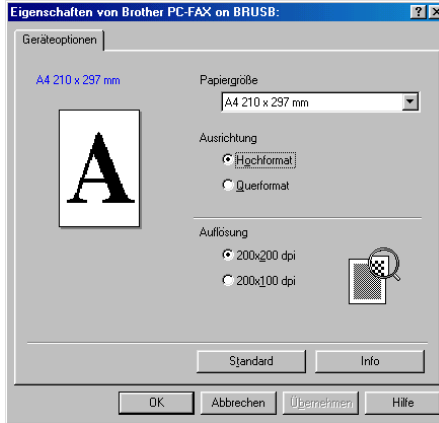 Eigenschaften von Brother PC-FAX on BRUSB:
Geräteoptionen
A4 210 x 297 mm
A
Papiergröße
A4 210 x 297 mm
Ausrichtung
Hochformat
Querformat
Auflösung
200x200 dpi
200x100 dpi
Standard
Info
OK
Abbrechen
Übernehmen
Hilfe